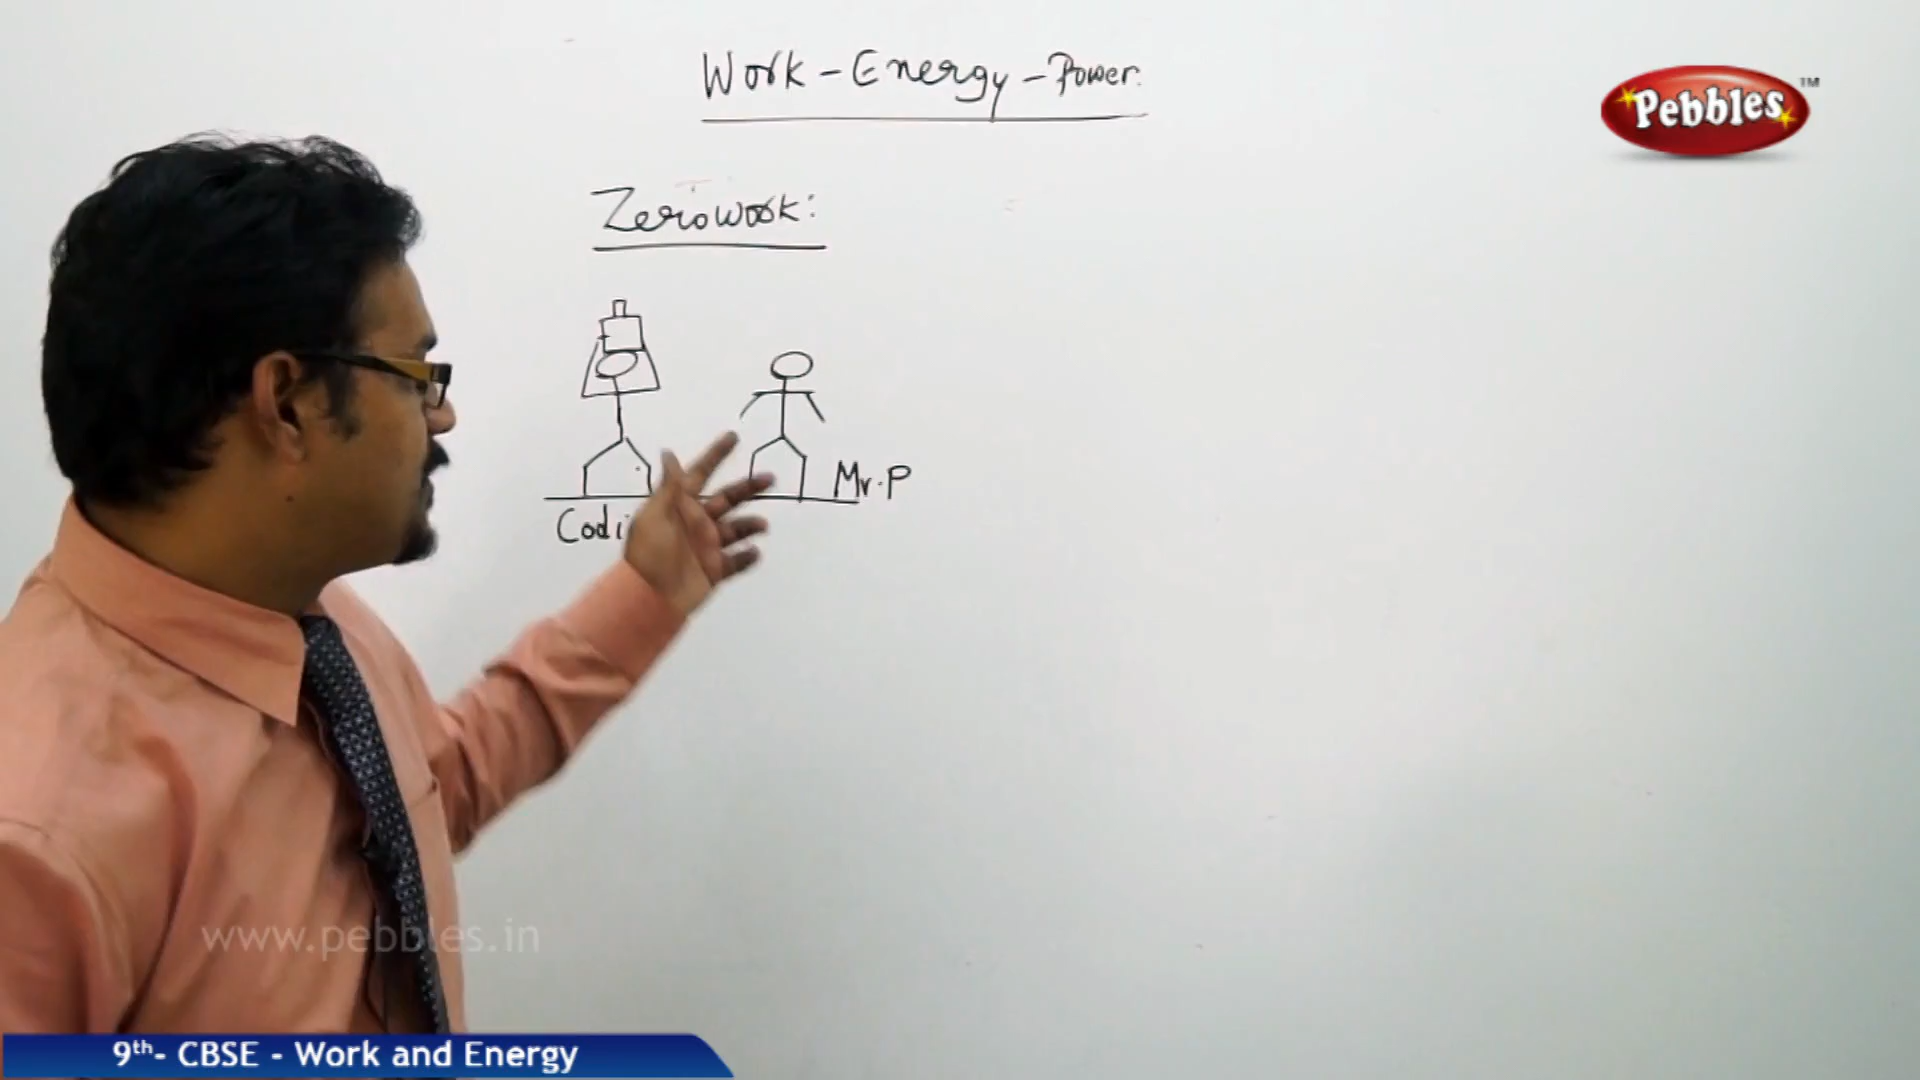 Work - Energy - Power.
Pebbles TM
Zerowork:
Mr. P
www.pebbles.in
9th- CBSE - Work and Energy